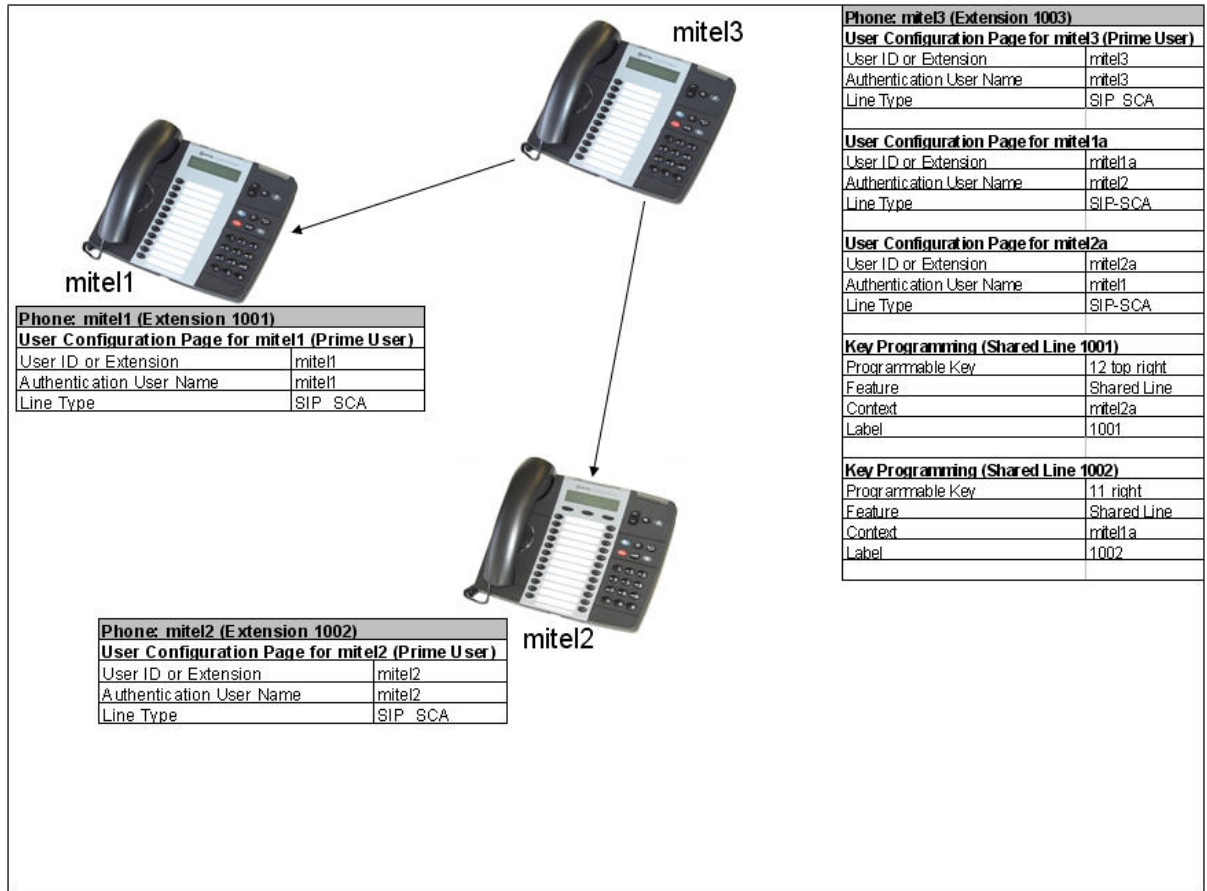 mitel3
mitel1
Phone: mitel1 (Extension 1001)
User Configuration Page for mitel1 (Prime User)
User ID or Extension mitel1
Authentication User Name mitel1
Line Type SIP SCA
mitel2
Phone: mitel2 (Extension 1002)
User Configuration Page for mitel2 (Prime User)
User ID or Extension mitel2
Authentication User Name mitel2
Line Type SIP SCA
Phone: mitel3 (Extension 1003)
User Configuration Page for mitel3 (Prime User)
User ID or Extension mitel3
Authentication User Name mitel3
Line Type SIP SCA
User Configuration Page for mitel1a
User ID or Extension mitel1a
Authentication User Name mitel2
Line Type SIP-SCA
User Configuration Page for mitel2a
User ID or Extension mitel2a
Authentication User Name mitel1
Line Type SIP-SCA
Key Programming (Shared Line 1001)
Programmable Key 12 top right
Feature Shared Line
Context mitel2a
Label 1001
Key Programming (Shared Line 1002)
Programmable Key 11 right
Feature Shared Line
Context mitel1a
Label 1002